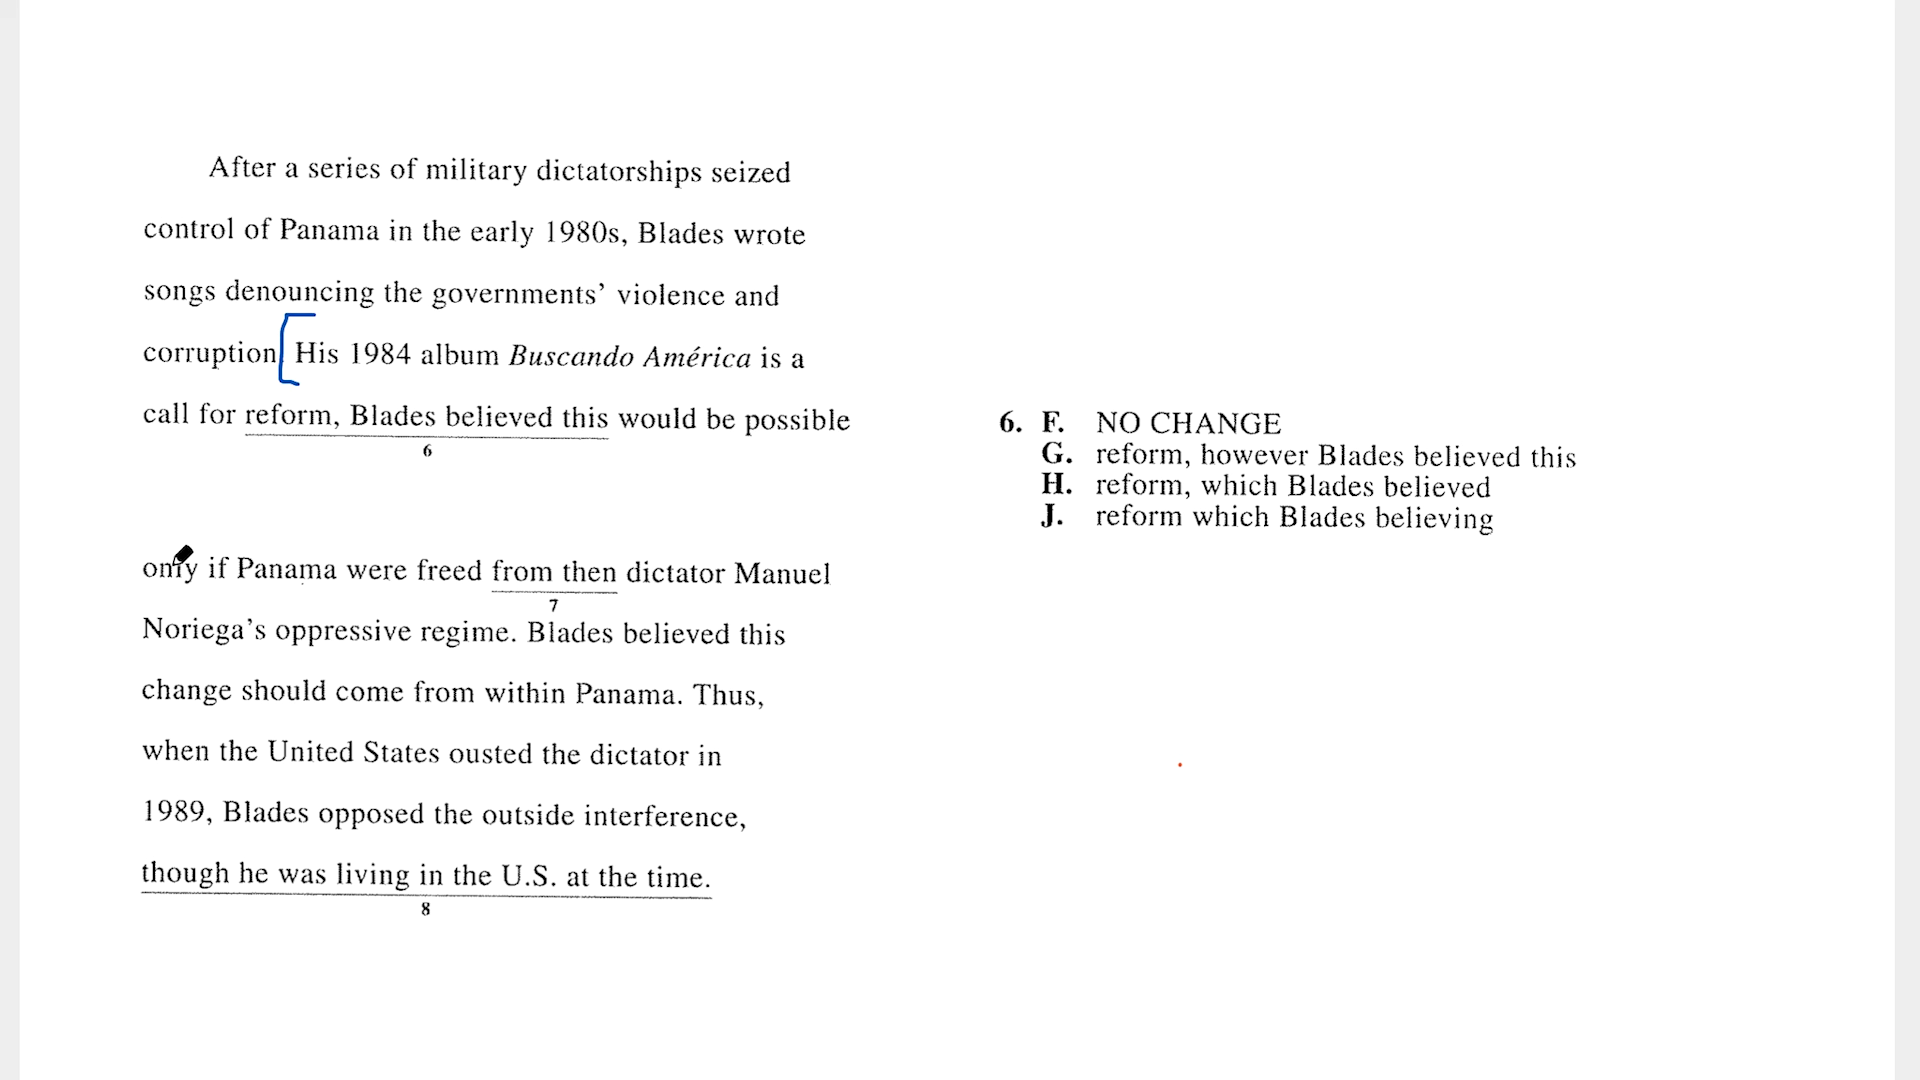 After a series of military dictatorships seized
control of Panama in the early 1980s, Blades wrote
songs denouncing the governments’ violence and
corruption. His 1984 album Buscando América is a
call for reform, Blades believed this would be possible
6
only if Panama were freed from then dictator Manuel
7
Noriega’s oppressive regime. Blades believed this
change should come from within Panama. Thus,
when the United States ousted the dictator in
1989, Blades opposed the outside interference,
though he was living in the U.S. at the time.
8
6. F. NO CHANGE
G. reform, however Blades believed this
H. reform, which Blades believed
J. reform which Blades believing